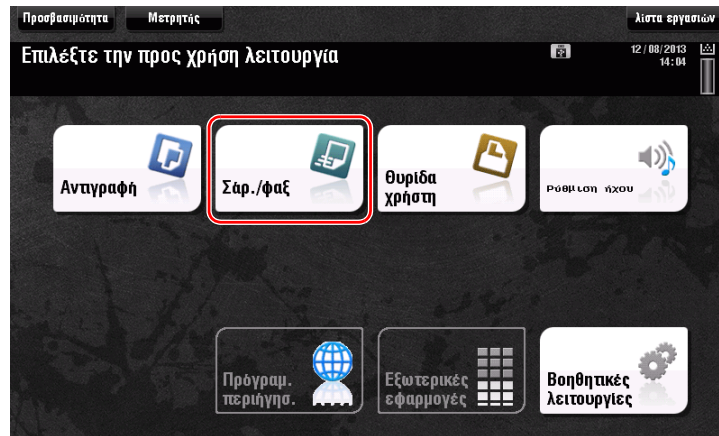 Προσβασιμότητα Μετρητής λίστα εργασιών
Επιλέξτε την προς χρήση λειτουργία
12/08/2013
14:04
Αντιγραφή
Σάρ./φαξ
Θυρίδα
χρήστη
Ρύθμιση ήχου
Πρόγραμ.
περιήγησ.
Εξωτερικές
εφαρμογές
Βοηθητικές
λειτουργίες